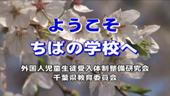 ようこそ
ちばの学校へ
外国人児童生徒受入体制整備研究会
千葉県教育委員会